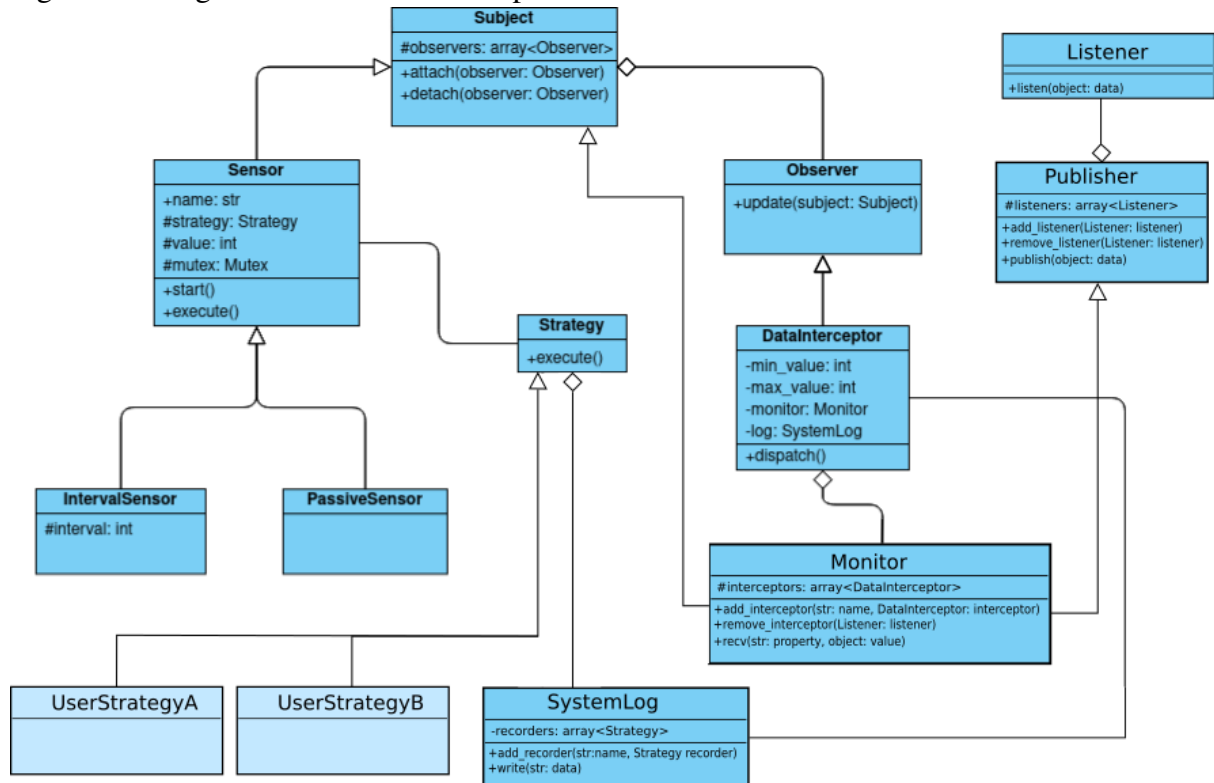 Subject
#observers: array<Observer>
+attach(observer: Observer)
+detach(observer: Observer)
Listener
+listen(object: data)
Sensor
+name: str
#strategy: Strategy
#value: int
#mutex: Mutex
+start()
+execute()
Observer
+update(subject: Subject)
Publisher
#listeners: array<Listener>
+add_listener(Listener: listener)
+remove_listener(Listener: listener)
+publish(object: data)
Strategy
+execute()
DataInterceptor
-min_value: int
-max_value: int
-monitor: Monitor
-log: SystemLog
+dispatch()
IntervalSensor
#interval: int
PassiveSensor
Monitor
#interceptors: array<DataInterceptor>
+add_interceptor(str: name, DataInterceptor: interceptor)
+remove_interceptor(Listener: listener)
+recv(str: property, object: value)
UserStrategyA
UserStrategyB
SystemLog
-recorders: array<Strategy>
+add_recorder(str:name, Strategy recorder)
+write(str: data)